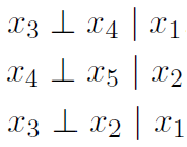 x₃ ⊥ x₄ | x₁
x₄ ⊥ x₅ | x₂
x₃ ⊥ x₂ | x₁